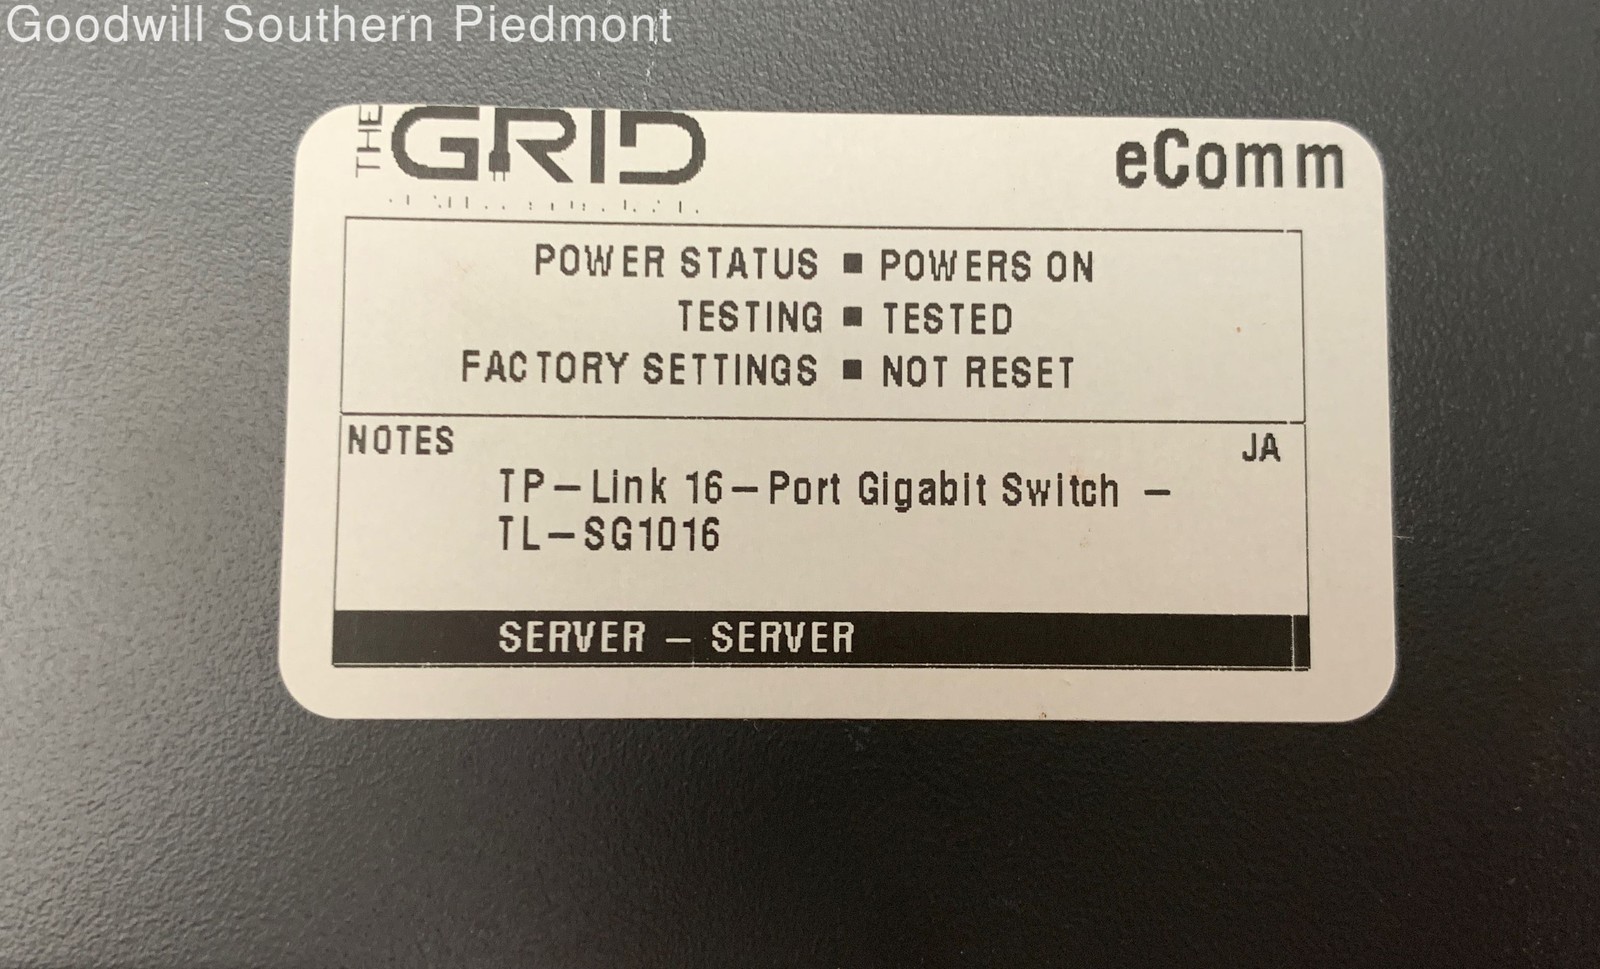 Goodwill Southern Piedmont
THE GRID
eComm
POWER STATUS ▪ POWERS ON
TESTING ▪ TESTED
FACTORY SETTINGS ▪ NOT RESET
NOTES
JA
TP-Link 16-Port Gigabit Switch -
TL-SG1016
SERVER - SERVER